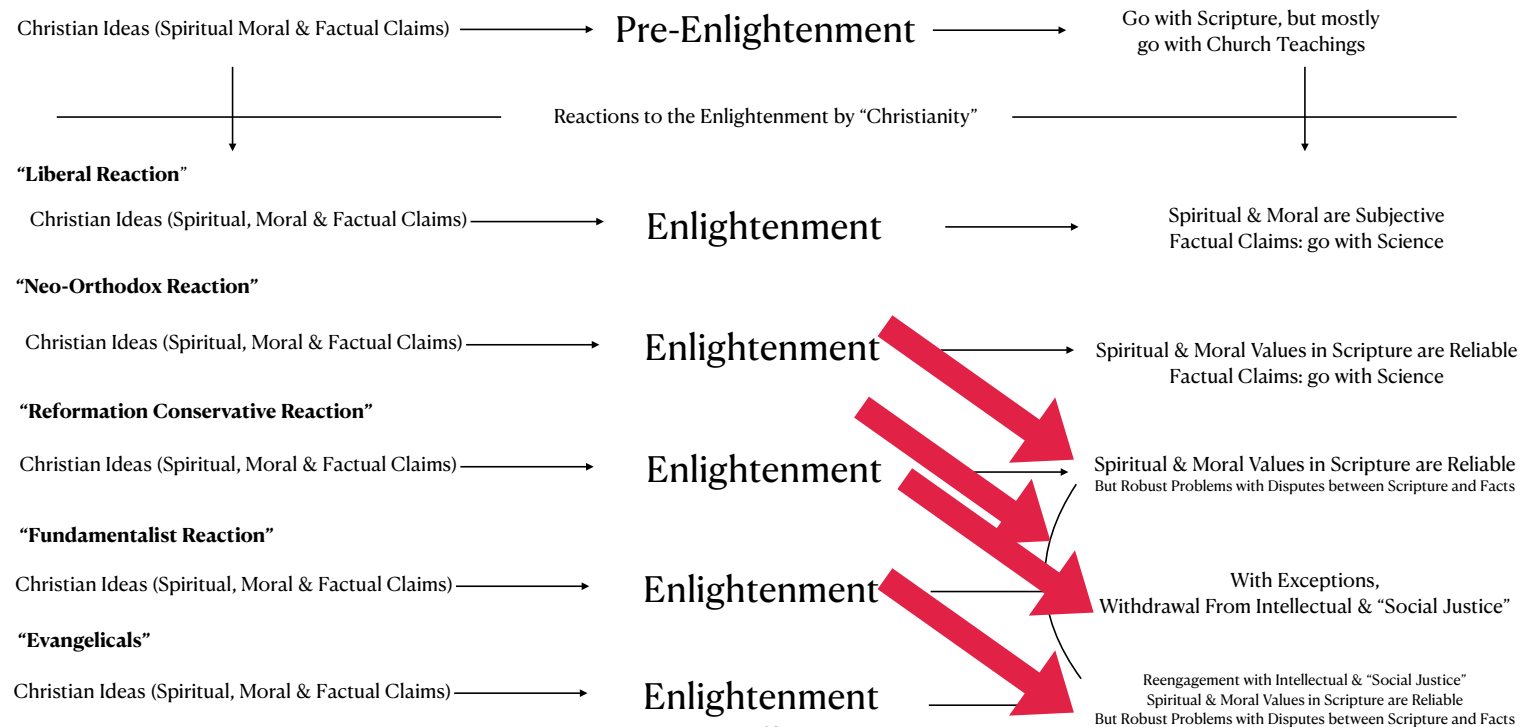 Christian Ideas (Spiritual Moral & Factual Claims)
Pre-Enlightenment
Go with Scripture, but mostly
go with Church Teachings
Reactions to the Enlightenment by “Christianity”
“Liberal Reaction”
Christian Ideas (Spiritual, Moral & Factual Claims)
Enlightenment
Spiritual & Moral are Subjective
Factual Claims: go with Science
“Neo-Orthodox Reaction”
Christian Ideas (Spiritual, Moral & Factual Claims)
Enlightenment
Spiritual & Moral Values in Scripture are Reliable
Factual Claims: go with Science
“Reformation Conservative Reaction”
Christian Ideas (Spiritual, Moral & Factual Claims)
Enlightenment
Spiritual & Moral Values in Scripture are Reliable
But Robust Problems with Disputes between Scripture and Facts
“Fundamentalist Reaction”
Christian Ideas (Spiritual, Moral & Factual Claims)
Enlightenment
With Exceptions,
Withdrawal From Intellectual & “Social Justice”
“Evangelicals”
Christian Ideas (Spiritual, Moral & Factual Claims)
Enlightenment
Reengagement with Intellectual & “Social Justice”
Spiritual & Moral Values in Scripture are Reliable
But Robust Problems with Disputes between Scripture and Facts